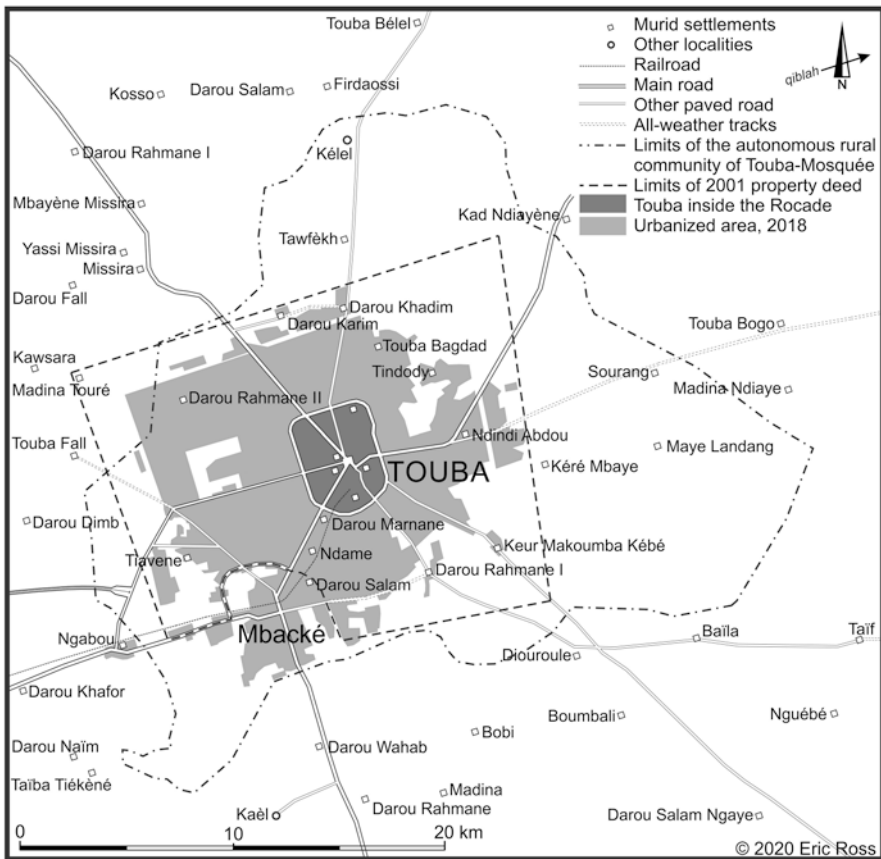 Touba Bélel
Murid settlements
Other localities
Railroad
Main road
Other paved road
All-weather tracks
Limits of the autonomous rural
community of Touba-Mosquée
Limits of 2001 property deed
Touba inside the Rocade
Urbanized area, 2018
qiblah
N
Kosso
Darou Salam
Firdaossi
Kélel
Darou Rahmane I
Mbayène Missira
Kad Ndiayène
Tawfèkh
Yassi Missira
Missira
Darou Fall
Darou Khadim
Darou Karim
Touba Bogo
Touba Bagdad
Kawsara
Tindody
Sourang
Madina Touré
Madina Ndiaye
Darou Rahmane II
Ndindi Abdou
Touba Fall
Maye Landang
TOUBA
Kéré Mbaye
Darou Dimb
Darou Marnane
Keur Makoumba Kébé
Tiavene
Ndame
Darou Rahmane I
Darou Salam
Mbacké
Ngabou
Baïla
Taïf
Diouroule
Darou Khafor
Boumbali
Nguébé
Bobi
Darou Naïm
Darou Wahab
Taïba Tiékèné
Madina
Darou Rahmane
Kaèl
Darou Salam Ngaye
0
10
20 km
© 2020 Eric Ross